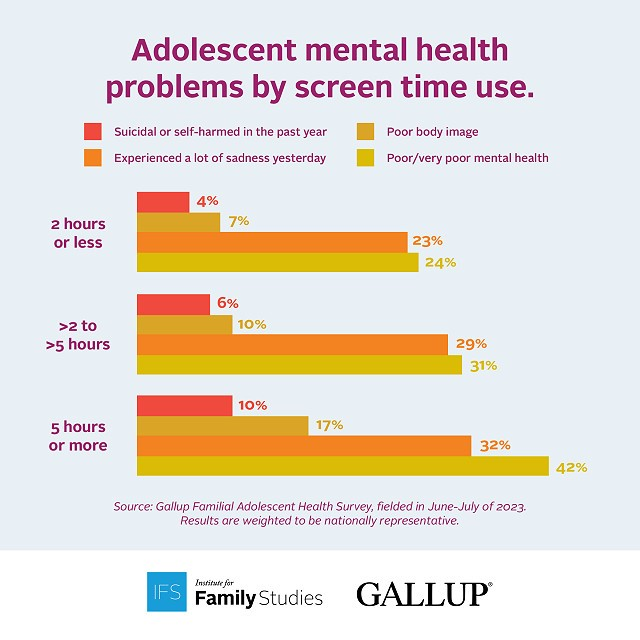 Adolescent mental health
problems by screen time use.
Suicidal or self-harmed in the past year
Poor body image
Experienced a lot of sadness yesterday
Poor/very poor mental health
2 hours
or less
4%
7%
23%
24%
>2 to
>5 hours
6%
10%
29%
31%
5 hours
or more
10%
17%
32%
42%
Source: Gallup Familial Adolescent Health Survey, fielded in June-July of 2023.
Results are weighted to be nationally representative.
IFS
Institute for
Family Studies
GALLUP®